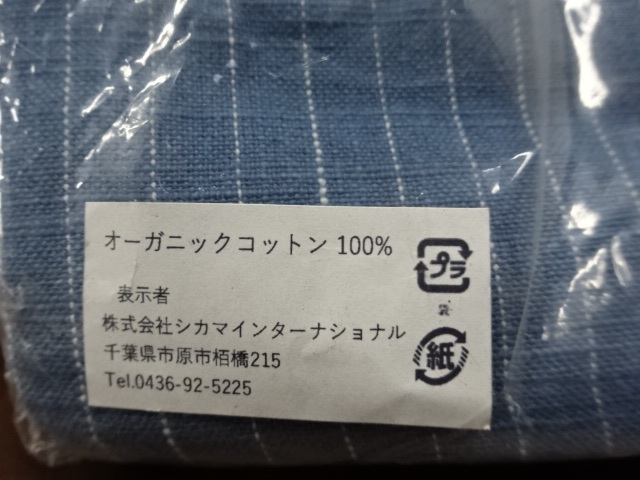 オーガニックコットン 100%
表示者
株式会社シカマインターナショナル
千葉県市原市栢橋215
Tel.0436-92-5225
プラ
袋
紙